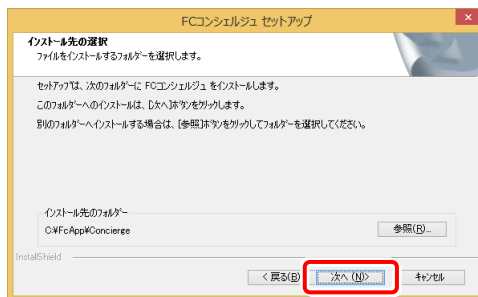 FCコンシェルジュ セットアップ
インストール先の選択
ファイルをインストールするフォルダーを選択します。
セットアップは、次のフォルダーに FCコンシェルジュ をインストールします。
このフォルダーへのインストールは、[次へ]ボタンをクリックします。
別のフォルダーへインストールする場合は、[参照]ボタンをクリックしてフォルダーを選択してください。
インストール先のフォルダー
C:¥FcApp¥Concierge
参照(R)...
InstallShield
< 戻る(B)
次へ (N)>
キャンセル